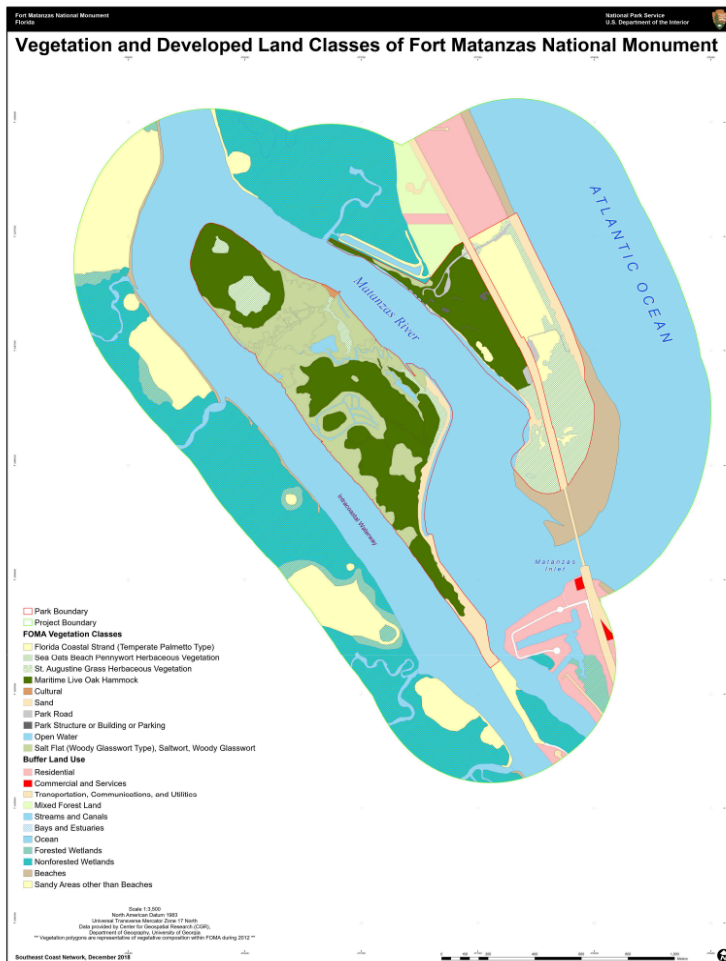 Fort Matanzas National Monument
Florida
National Park Service
U.S. Department of the Interior
Vegetation and Developed Land Classes of Fort Matanzas National Monument
ATLANTIC OCEAN
Matanzas River
Intracoastal Waterway
Matanzas
Inlet
Park Boundary
Project Boundary
FOMA Vegetation Classes
Florida Coastal Strand (Temperate Palmetto Type)
Sea Oats Beach Pennywort Herbaceous Vegetation
St. Augustine Grass Herbaceous Vegetation
Maritime Live Oak Hammock
Cultural
Sand
Park Road
Park Structure or Building or Parking
Open Water
Salt Flat (Woody Glasswort Type), Saltwort, Woody Glasswort
Buffer Land Use
Residential
Commercial and Services
Transportation, Communications, and Utilities
Mixed Forest Land
Streams and Canals
Bays and Estuaries
Ocean
Forested Wetlands
Nonforested Wetlands
Beaches
Sandy Areas other than Beaches
Scale 1:3,500
North American Datum 1983
Universal Transverse Mercator Zone 17 North
Data provided by Center for Geospatial Research (CGR),
Department of Geography, University of Georgia
** Vegetation polygons are representative of vegetative composition within FOMA during 2012 **
Southeast Coast Network, December 2018